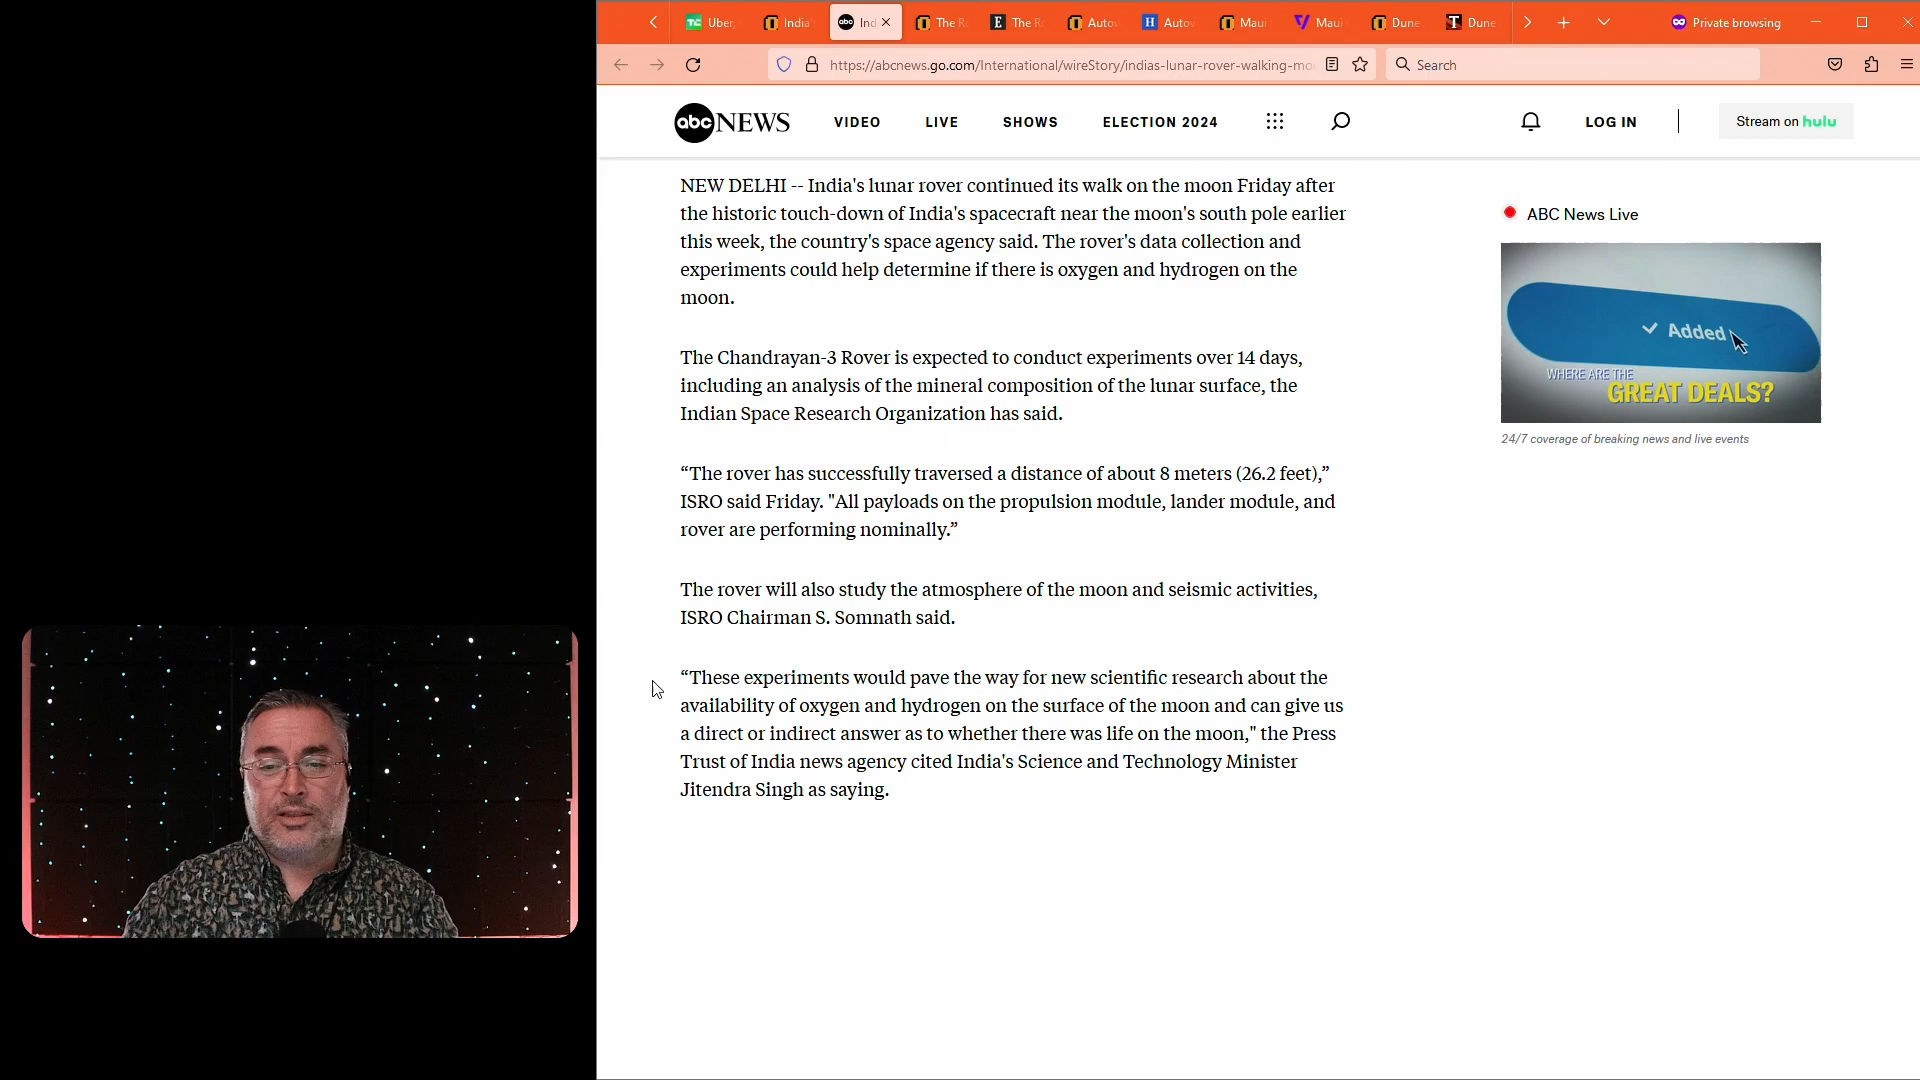 Uber,
India'
abc
Ind
The R
E
The R
Autov
H
Autov
Maui
Maui
Dune
T
Dune
Private browsing
https://abcnews.go.com/International/wireStory/indias-lunar-rover-walking-mo
Search
abc NEWS
VIDEO
LIVE
SHOWS
ELECTION 2024
LOG IN
Stream on hulu
NEW DELHI -- India's lunar rover continued its walk on the moon Friday after
the historic touch-down of India's spacecraft near the moon's south pole earlier
this week, the country's space agency said. The rover's data collection and
experiments could help determine if there is oxygen and hydrogen on the
moon.
The Chandrayan-3 Rover is expected to conduct experiments over 14 days,
including an analysis of the mineral composition of the lunar surface, the
Indian Space Research Organization has said.
“The rover has successfully traversed a distance of about 8 meters (26.2 feet),”
ISRO said Friday. "All payloads on the propulsion module, lander module, and
rover are performing nominally.”
The rover will also study the atmosphere of the moon and seismic activities,
ISRO Chairman S. Somnath said.
“These experiments would pave the way for new scientific research about the
availability of oxygen and hydrogen on the surface of the moon and can give us
a direct or indirect answer as to whether there was life on the moon," the Press
Trust of India news agency cited India's Science and Technology Minister
Jitendra Singh as saying.
ABC News Live
Added
WHERE ARE THE
GREAT DEALS?
24/7 coverage of breaking news and live events